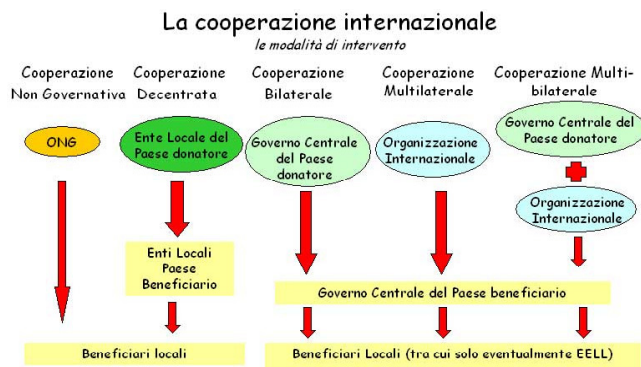 La cooperazione internazionale
le modalità di intervento
Cooperazione
Non Governativa
Cooperazione
Decentrata
Cooperazione
Bilaterale
Cooperazione
Multilaterale
Cooperazione Multi-
bilaterale
ONG
Ente Locale del
Paese donatore
Governo Centrale
del Paese
donatore
Organizzazione
Internazionale
Governo Centrale del
Paese donatore
Organizzazione
Internazionale
Enti Locali
Paese
Beneficiario
Governo Centrale del Paese beneficiario
Beneficiari locali
Beneficiari Locali (tra cui solo eventualmente EELL)